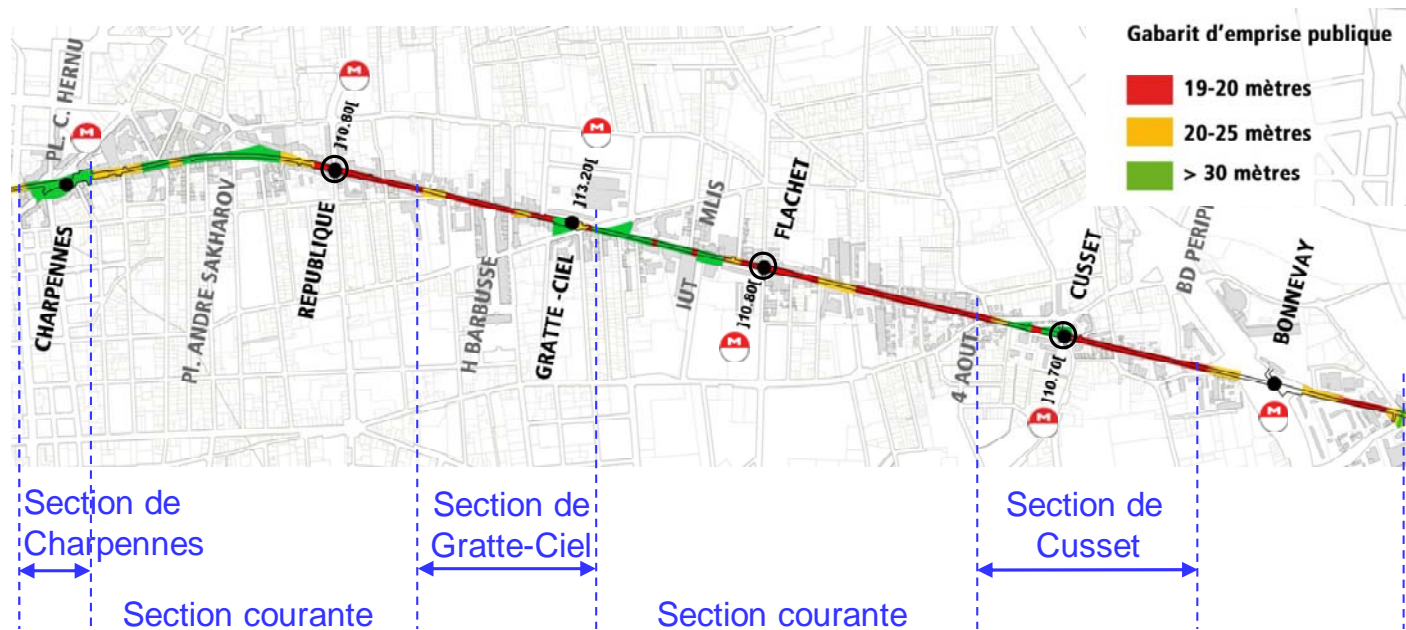 Gabarit d'emprise publique
19-20 mètres
20-25 mètres
> 30 mètres
PL. C. HERNU
M
CHARPENNES
Pl. ANDRE SAKHAROV
M
]10.80[
REPUBLIQUE
H BARBUSSE
M
]13.20[
GRATTE -CIEL
IUT
MLIS
FLACHET
]10.80[
M
4 AOUT
CUSSET
]10.70[
M
BD PERIP
BONNEVAY
M
Section de
Charpennes
Section de
Gratte-Ciel
Section de
Cusset
Section courante
Section courante